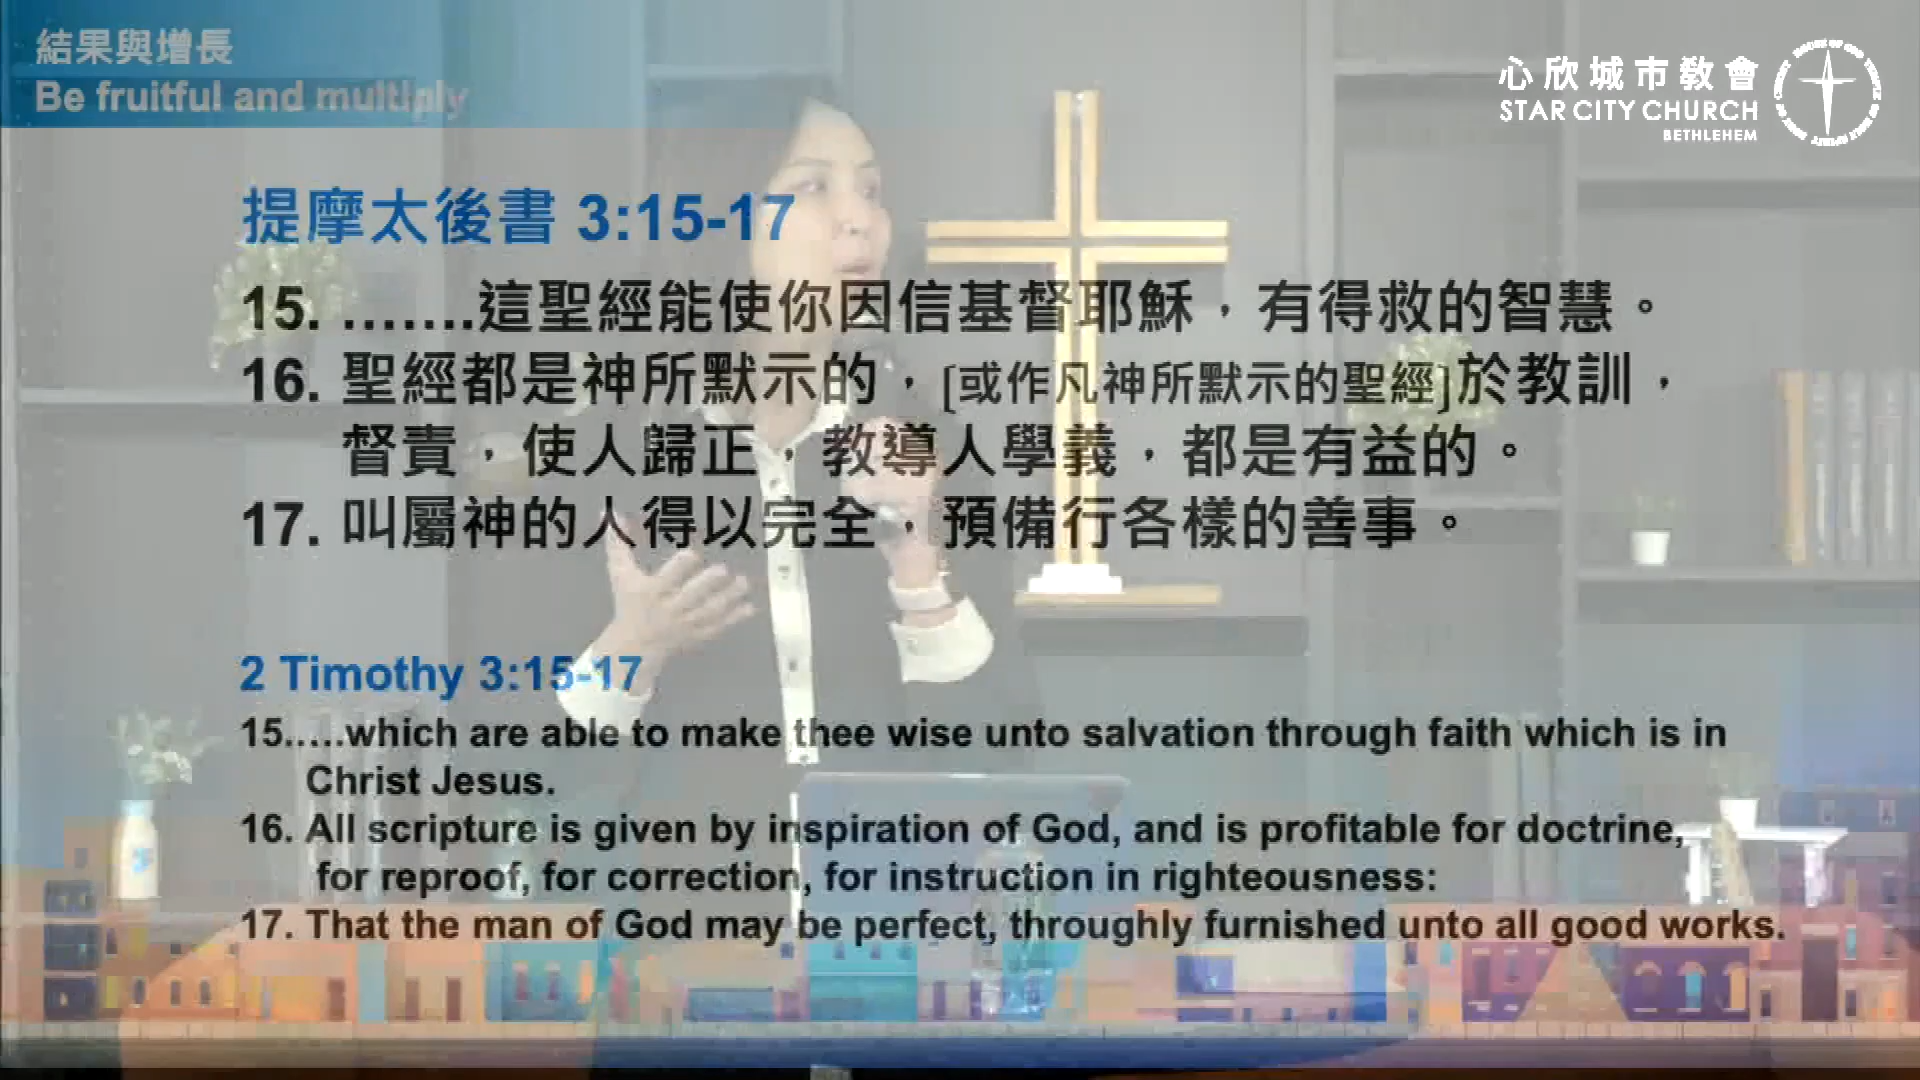 結果與增長
Be fruitful and multiply
心欣城市教會
STAR CITY CHURCH
BETHLEHEM
提摩太後書 3:15-17
15. …….這聖經能使你因信基督耶穌，有得救的智慧。
16. 聖經都是神所默示的，[或作凡神所默示的聖經]於教訓，
督責，使人歸正，教導人學義，都是有益的。
17. 叫屬神的人得以完全，預備行各樣的善事。
2 Timothy 3:15-17
15.….which are able to make thee wise unto salvation through faith which is in
Christ Jesus.
16. All scripture is given by inspiration of God, and is profitable for doctrine,
for reproof, for correction, for instruction in righteousness:
17. That the man of God may be perfect, throughly furnished unto all good works.